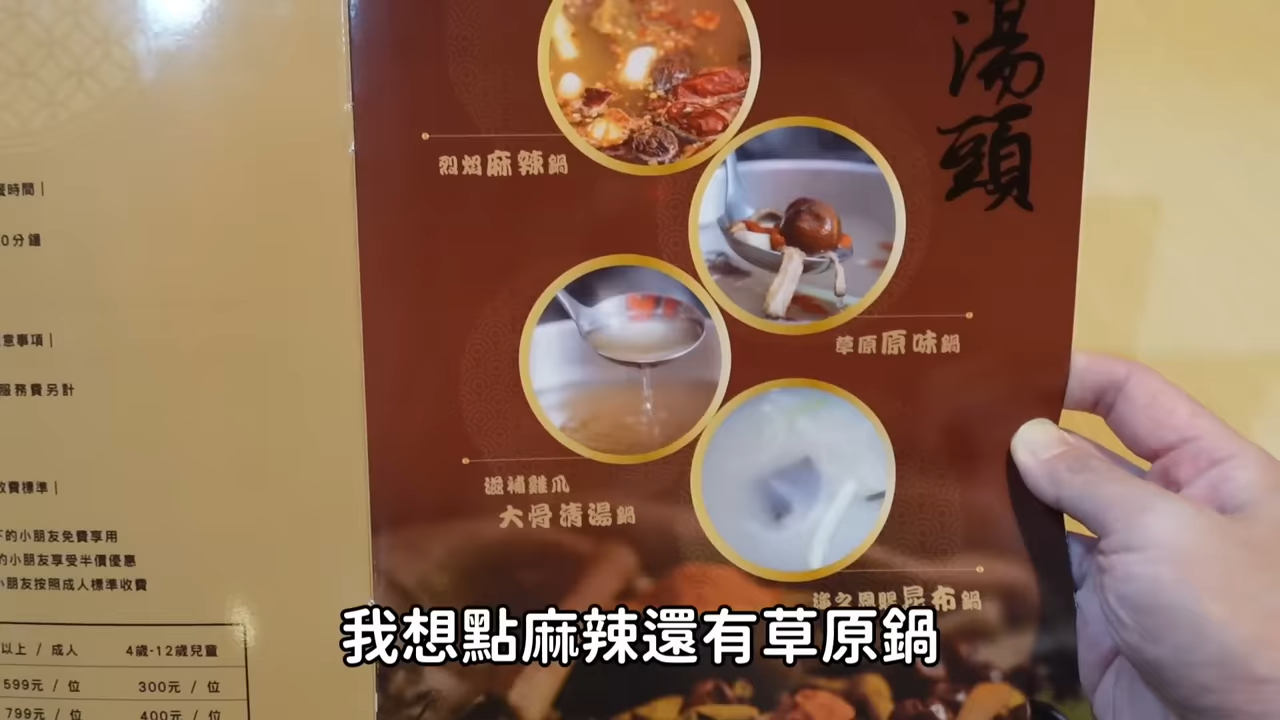 湯頭
烈焰麻辣鍋
草原原味鍋
滋補雞爪
大骨清湯鍋
昆布鍋
時間|
0分鐘
意事項|
服務費另計
收費標準|
下的小朋友免費享用
的小朋友享受半價優惠
小朋友按照成人標準收費
以上 / 成人 4歲-12歲兒童
599元 / 位 300元 / 位
799元 / 位 400元 / 位
我想點麻辣還有草原鍋